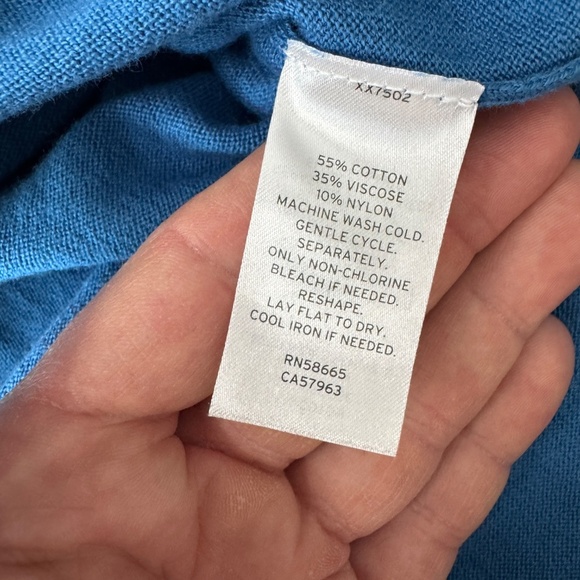 XX7502
55% COTTON
35% VISCOSE
10% NYLON
MACHINE WASH COLD.
GENTLE CYCLE.
SEPARATELY.
ONLY NON-CHLORINE
BLEACH IF NEEDED.
RESHAPE.
LAY FLAT TO DRY.
COOL IRON IF NEEDED.
RN58665
CA57963